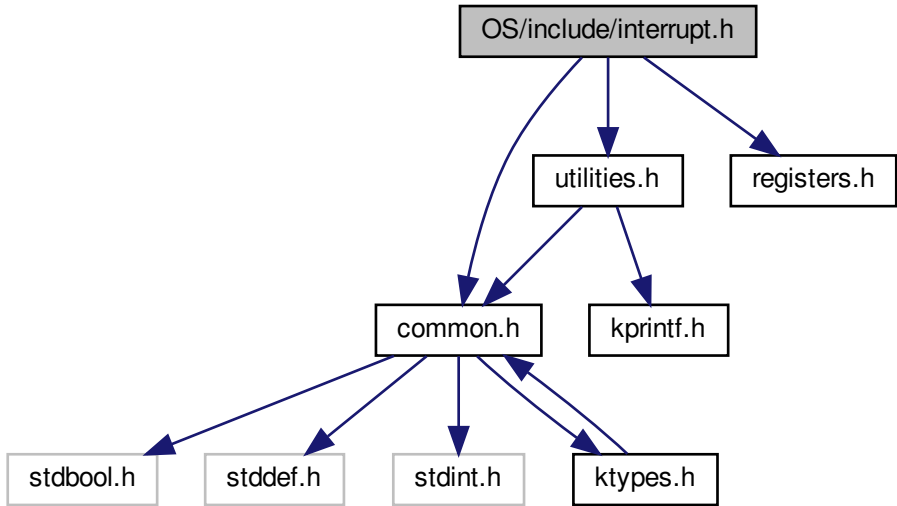 OS/include/interrupt.h
utilities.h
registers.h
common.h
kprintf.h
stdbool.h
stddef.h
stdint.h
ktypes.h